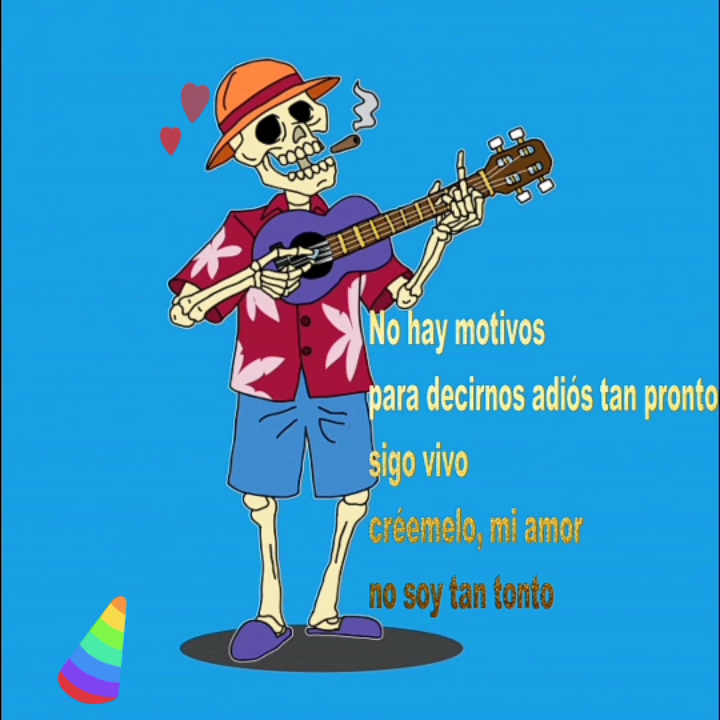 No hay motivos
para decirnos adiós tan pronto
sigo vivo
créemelo, mi amor
no soy tan tonto